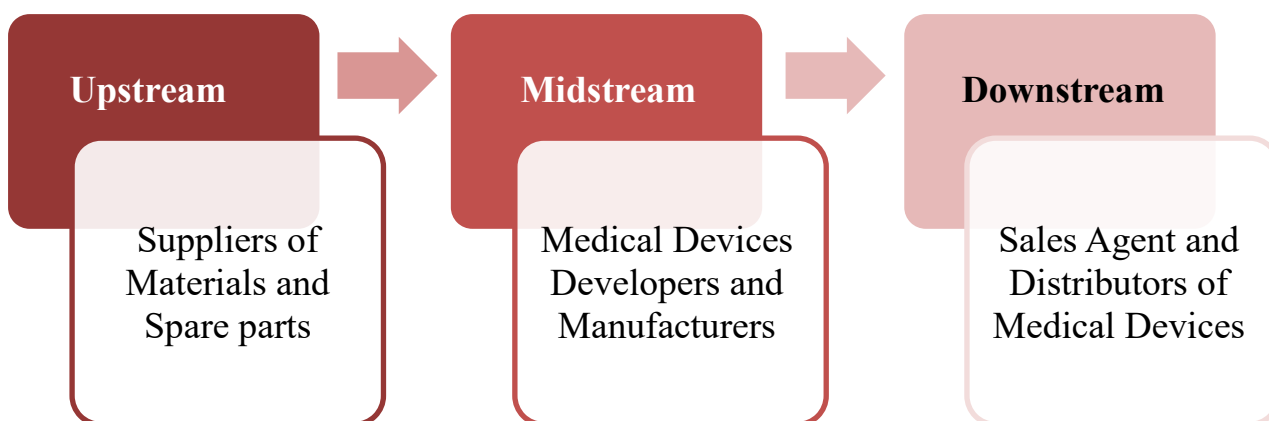 Upstream
Suppliers of
Materials and
Spare parts
Midstream
Medical Devices
Developers and
Manufacturers
Downstream
Sales Agent and
Distributors of
Medical Devices